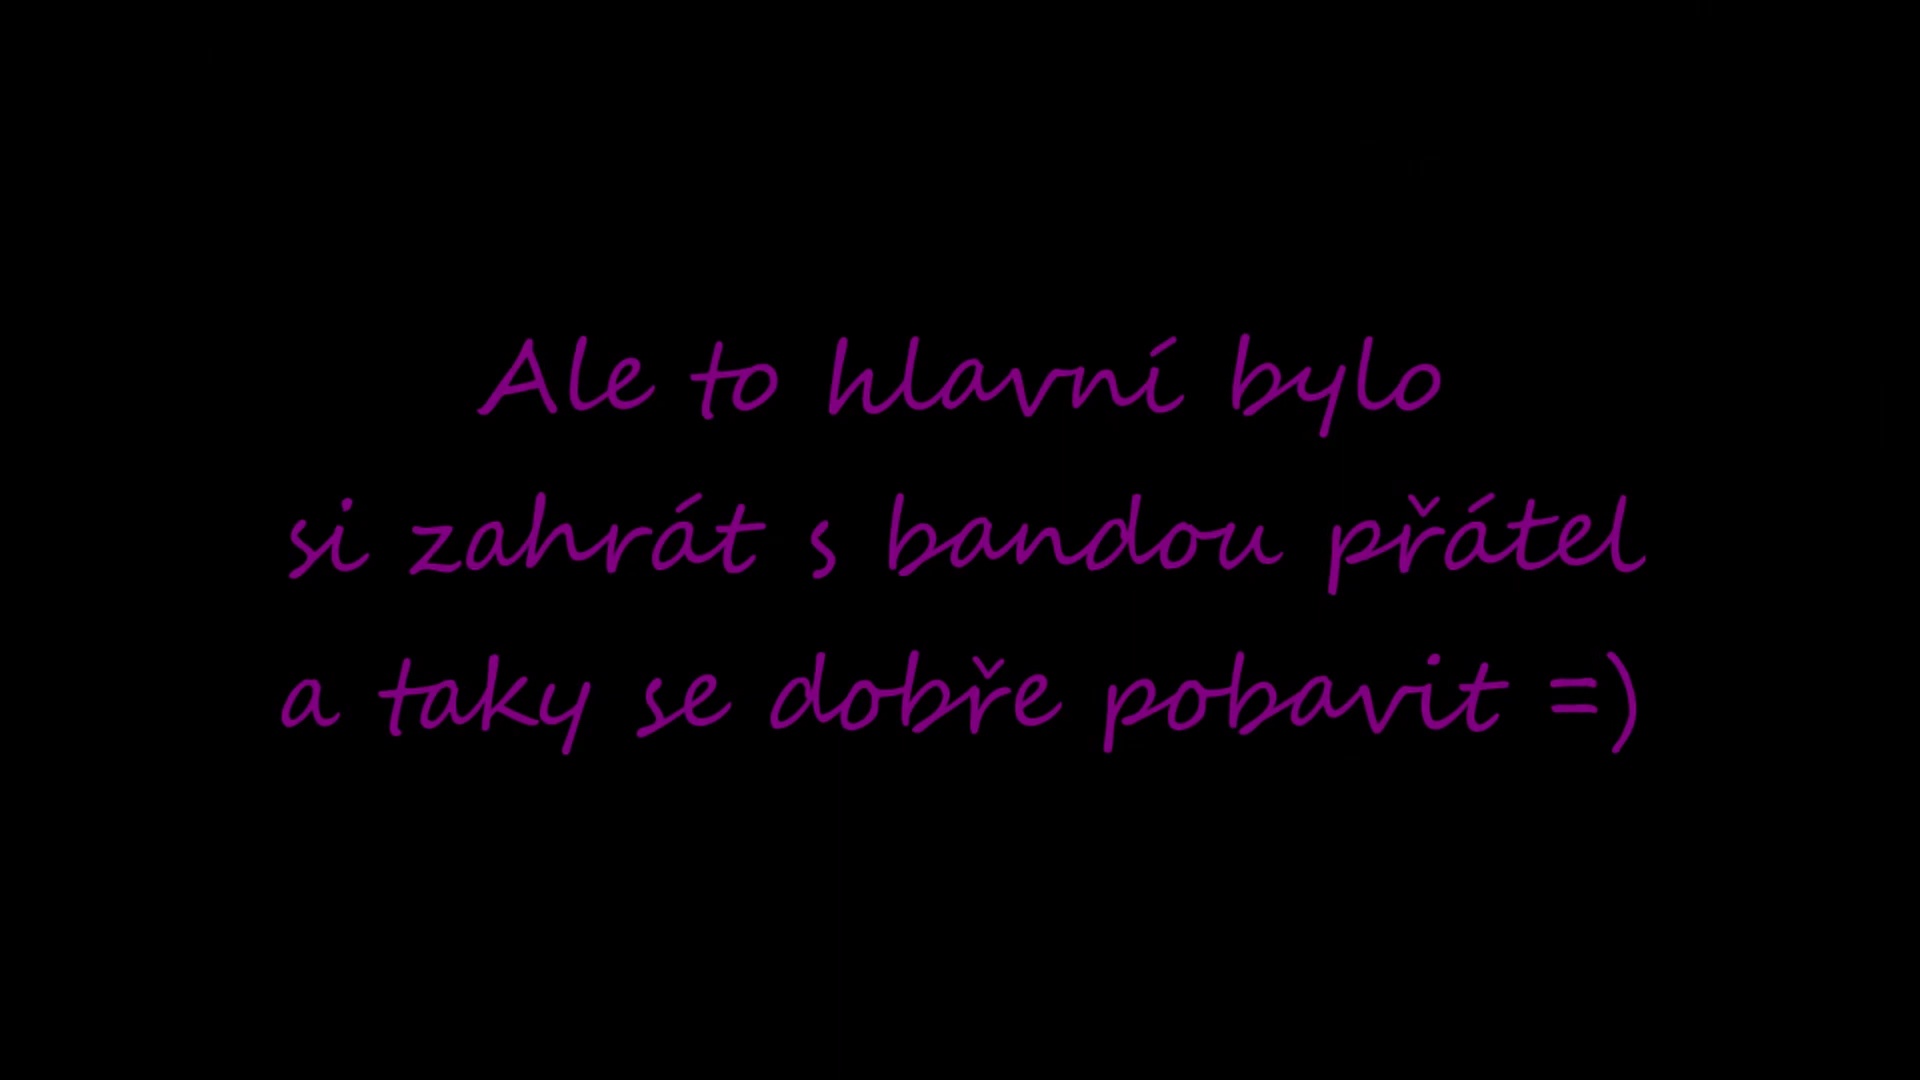 Ale to hlavní bylo
si zahrát s bandou přátel
a taky se dobře pobavit =)